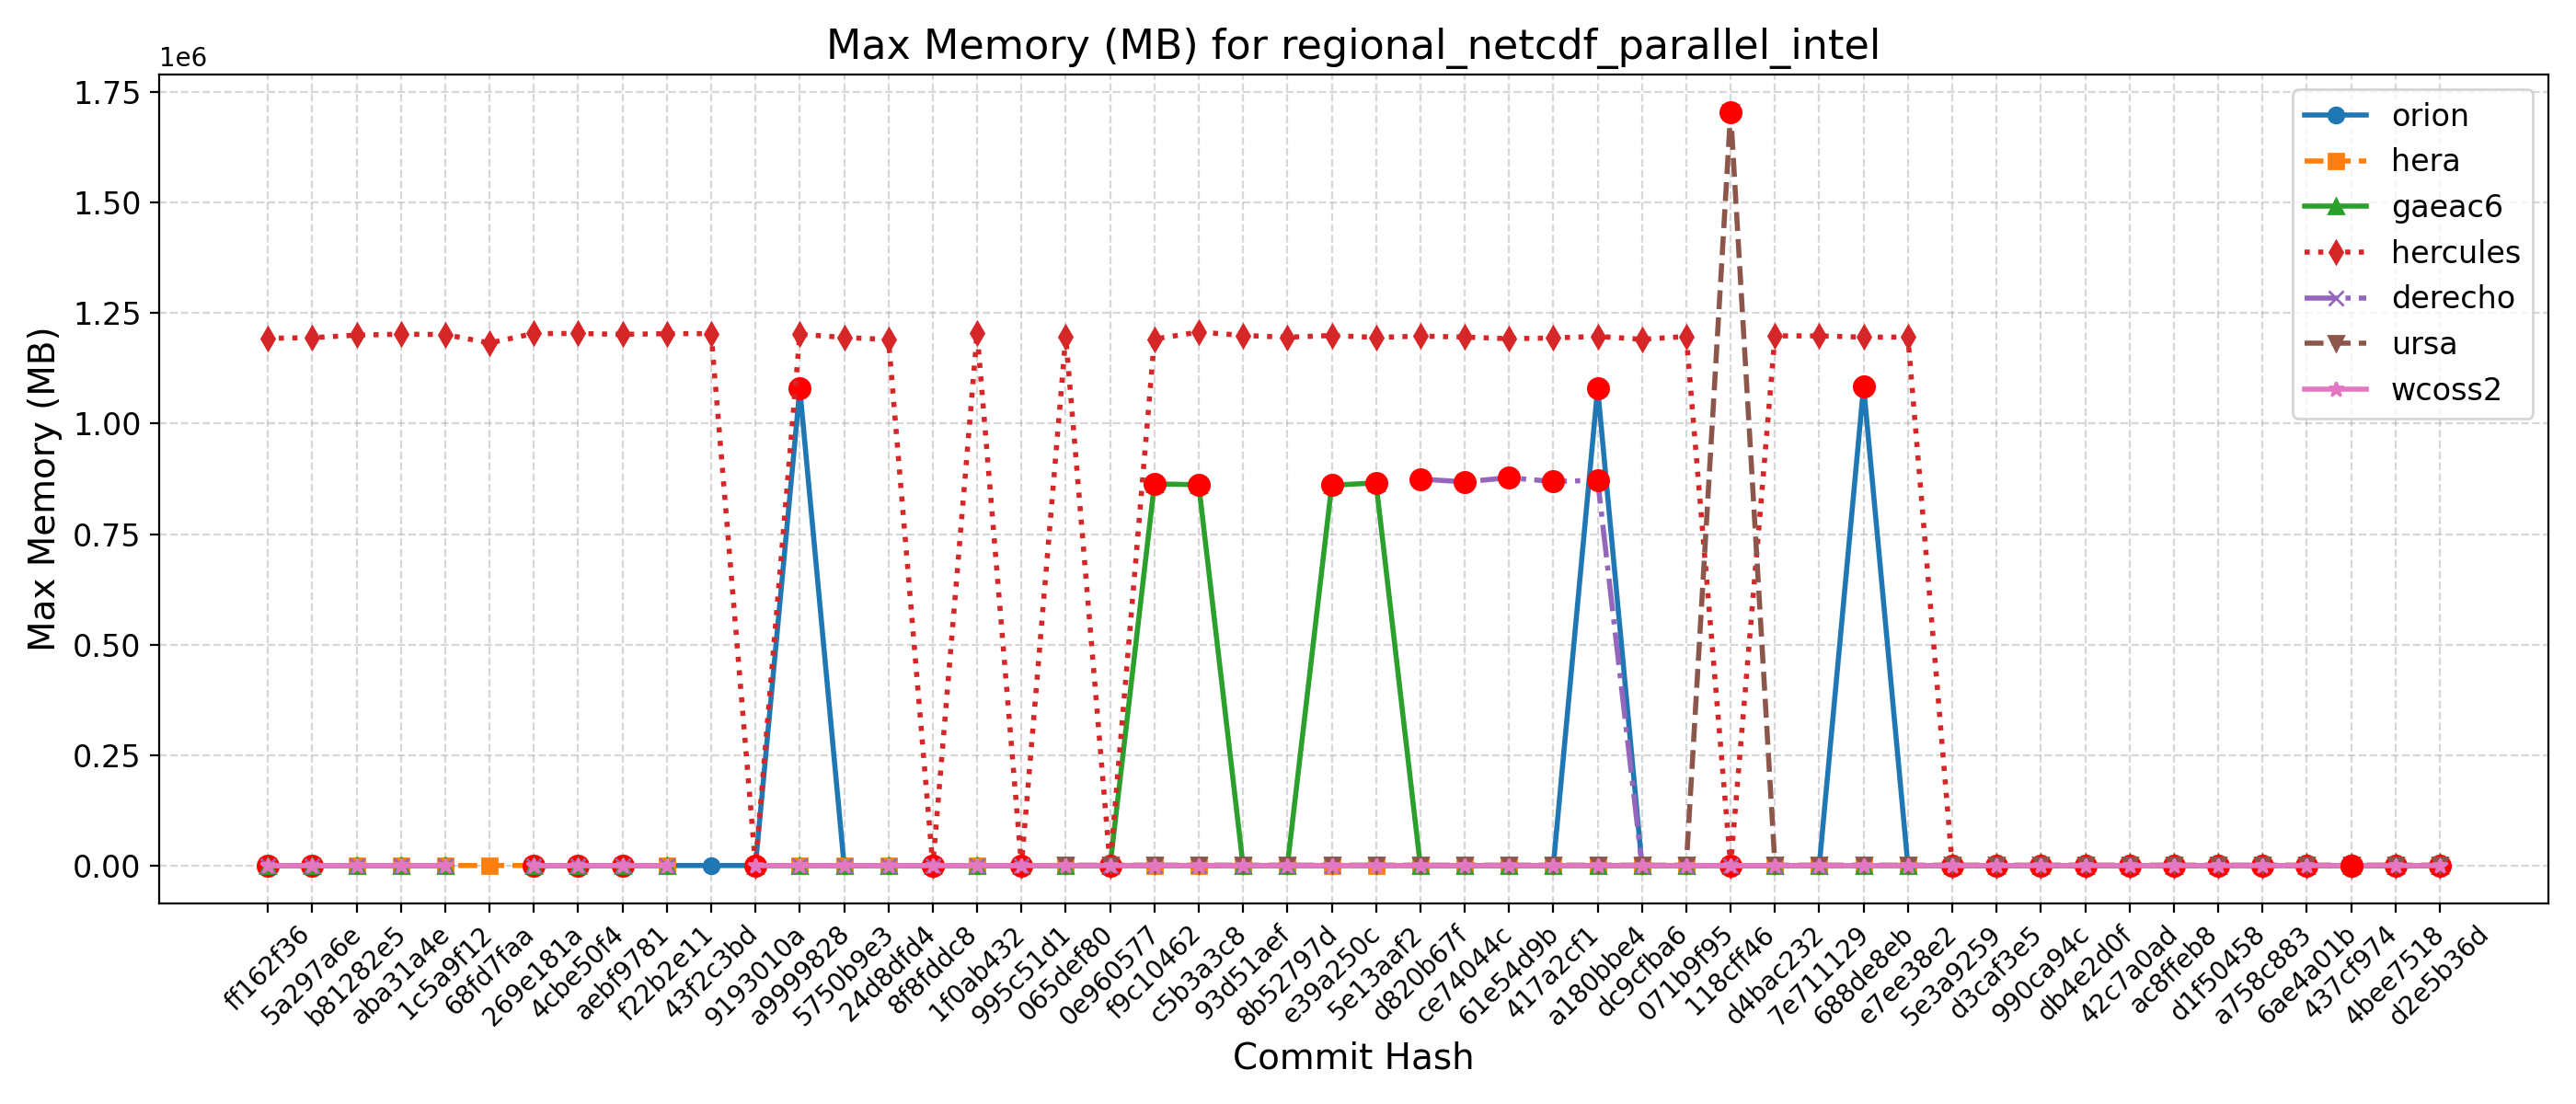 Max Memory (MB) for regional_netcdf_parallel_intel
1e6
1.75
1.50
1.25
1.00
0.75
0.50
0.25
0.00
Max Memory (MB)
orion
hera
gaeac6
hercules
derecho
ursa
wcoss2
ff162f36
5a297a6e
b81282e5
aba31a4e
1c5a9f12
68fd7faa
269e181a
4cbe50f4
aebf9781
f22b2e11
43f2c3bd
9193010a
a9999828
5750b9e3
24d8dfd4
8f8fddc8
1f0ab432
995c51d1
065def80
0e960577
f9c10462
c5b3a3c8
93d51aef
8b52797d
e39a250c
5e13aaf2
d820b67f
ce74044c
61e54d9b
417a2cf1
a180bbe4
dc9cfba6
071b9f95
118cff46
d4bac232
7e711129
688de8eb
e7ee38e2
5e3a9259
d3caf3e5
990ca94c
db4e2d0f
42c7a0ad
ac8ffeb8
d1f50458
a758c883
6ae4a01b
437cf974
4bee7518
d2e5b36d
Commit Hash